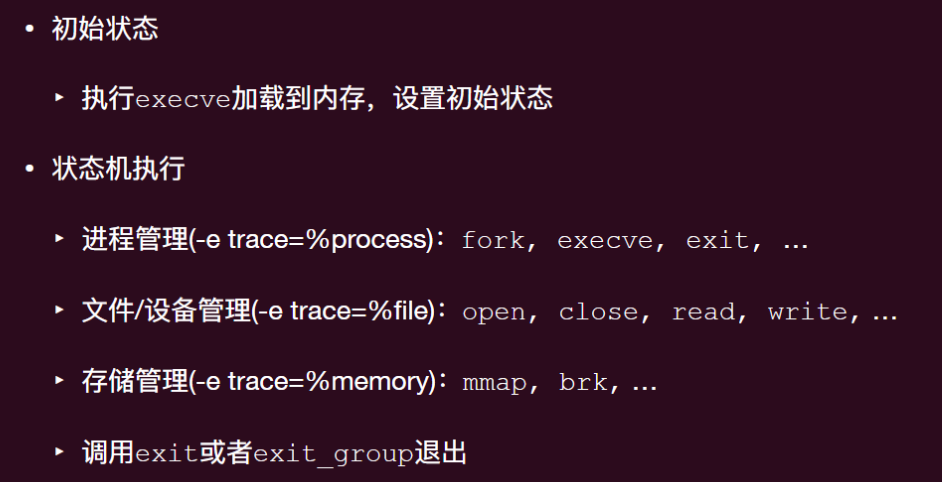 • 初始状态
‣ 执行execve加载到内存，设置初始状态
• 状态机执行
‣ 进程管理(-e trace=%process)：fork, execve, exit, …
‣ 文件/设备管理(-e trace=%file)：open, close, read, write, …
‣ 存储管理(-e trace=%memory)：mmap, brk, …
‣ 调用exit或者exit_group退出